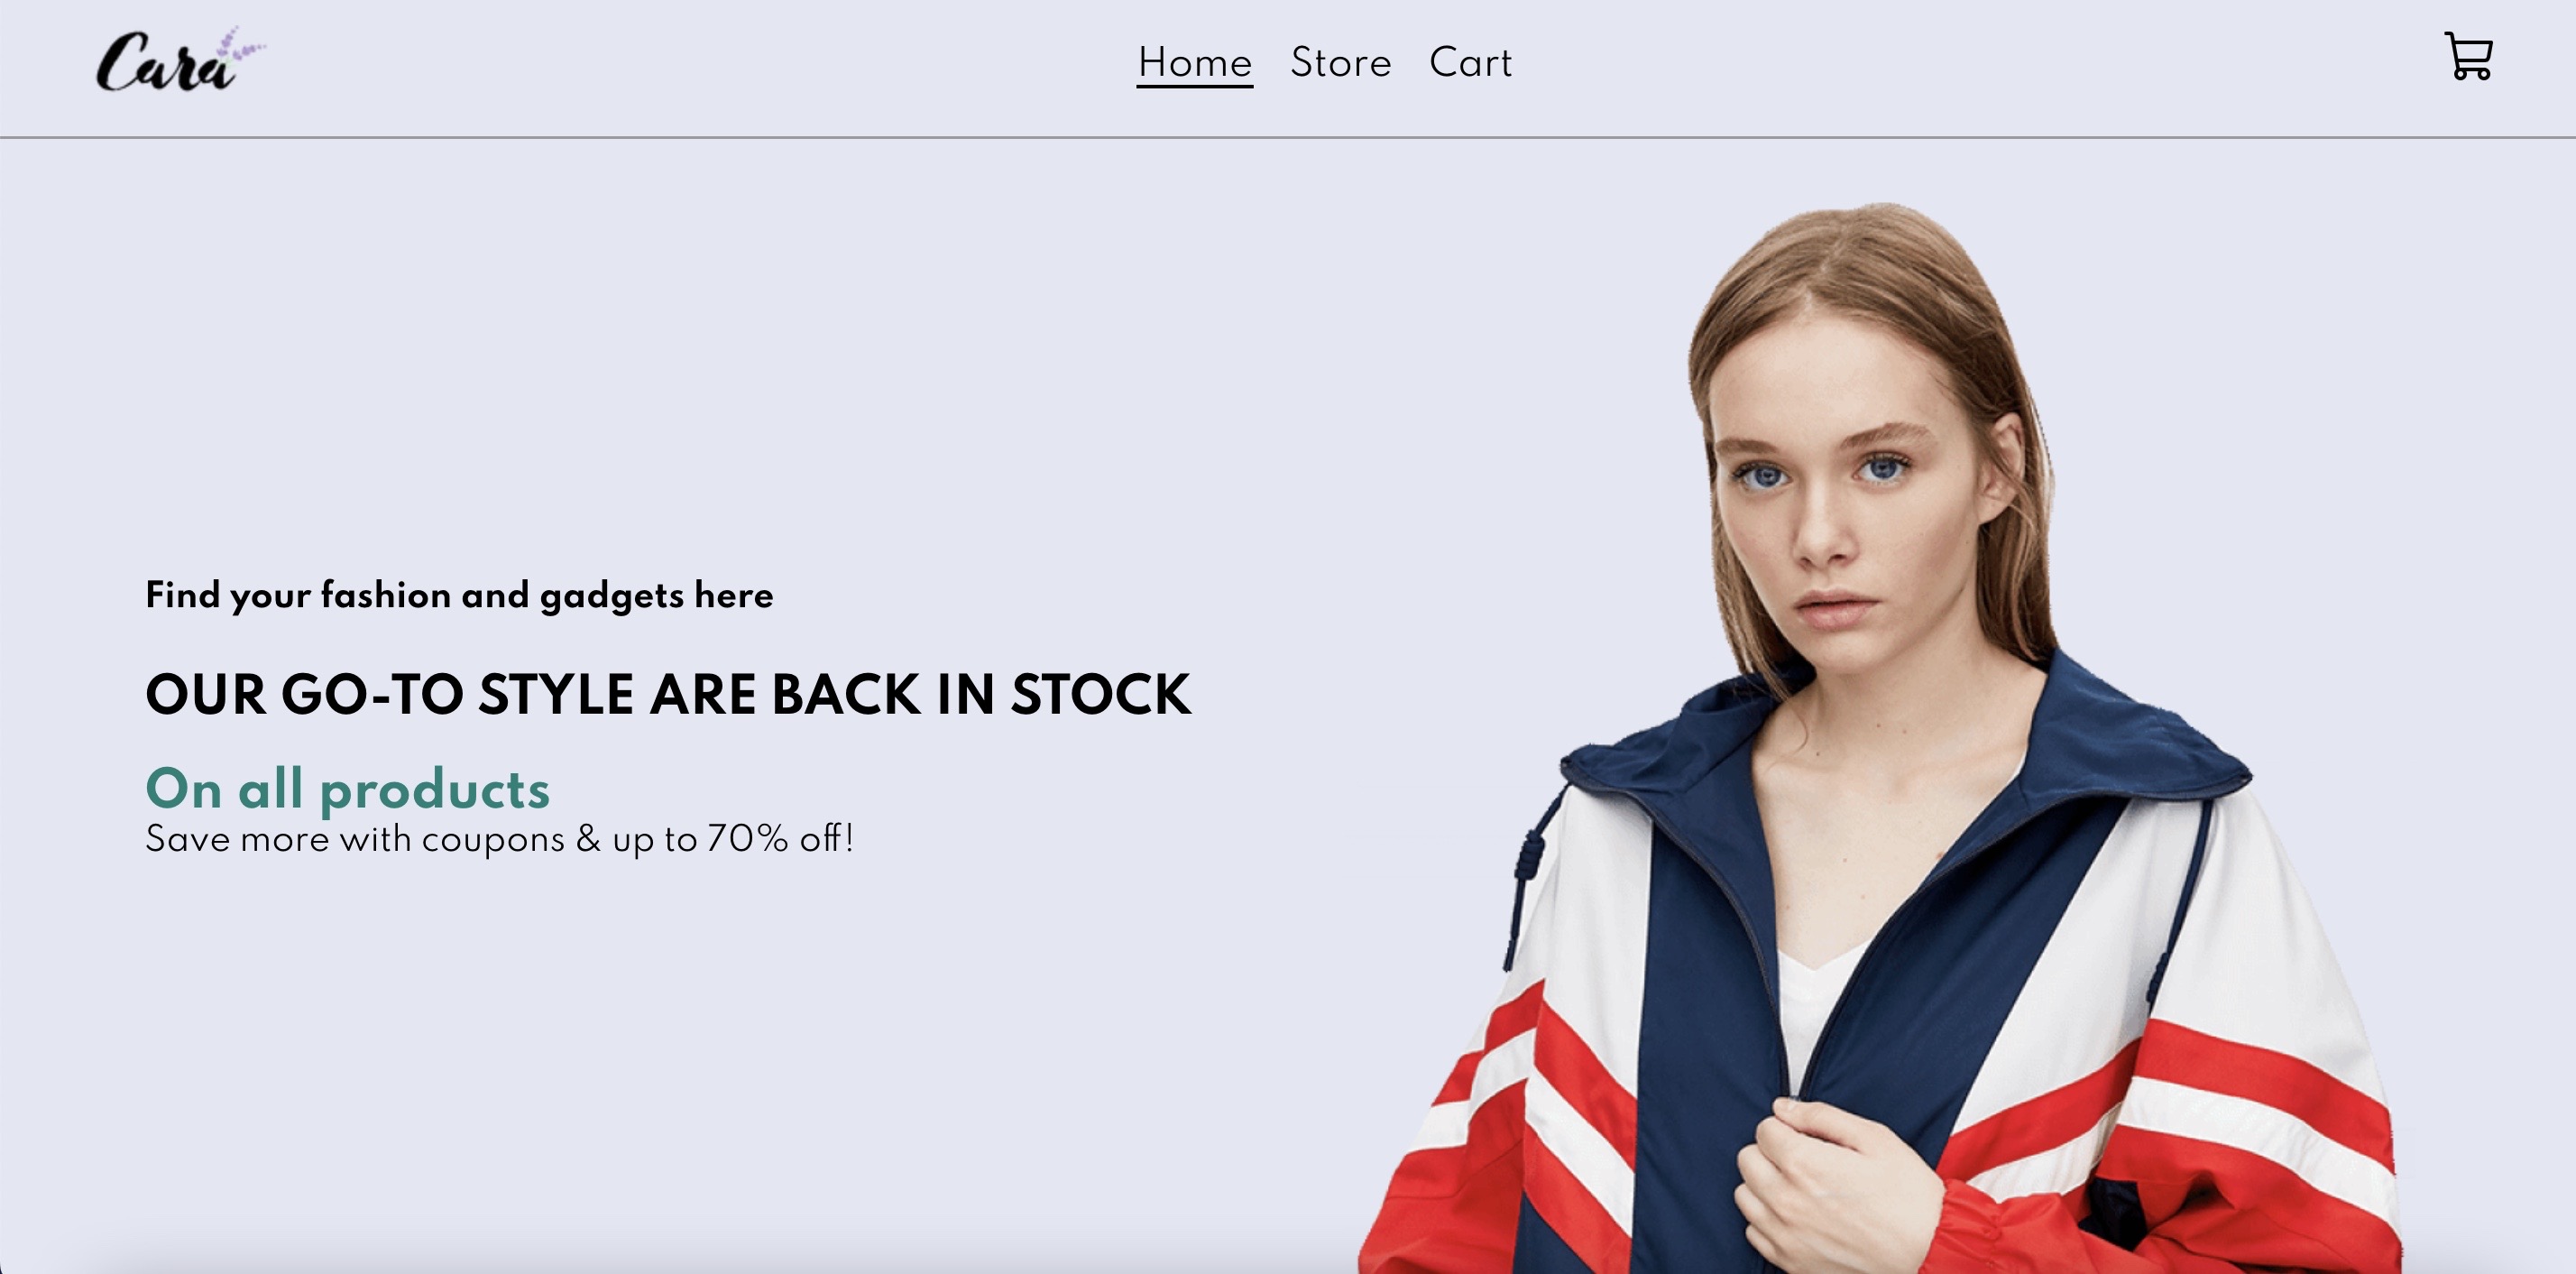 Cara
Home Store Cart
Find your fashion and gadgets here
OUR GO-TO STYLE ARE BACK IN STOCK
On all products
Save more with coupons & up to 70% off!